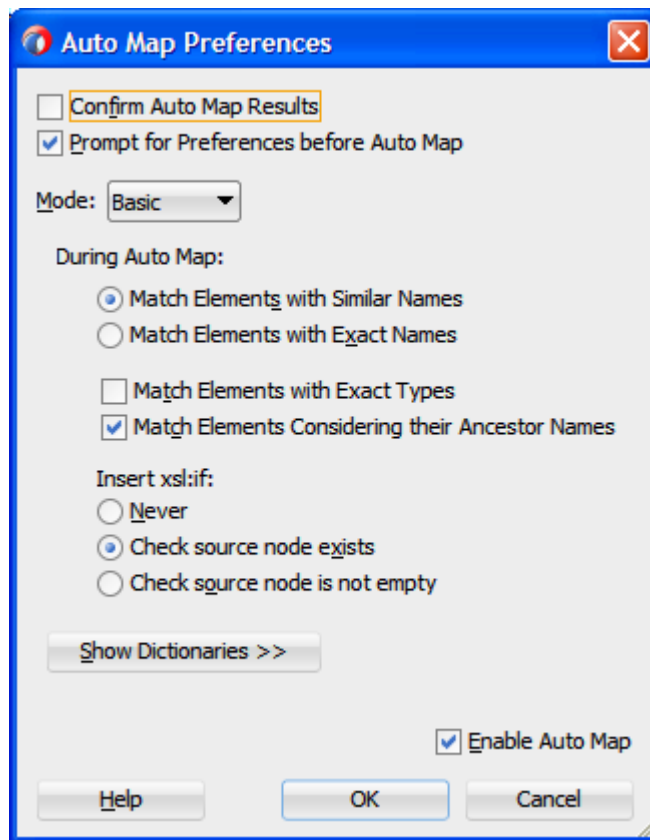 Auto Map Preferences
Confirm Auto Map Results
Prompt for Preferences before Auto Map
Mode: Basic
During Auto Map:
Match Elements with Similar Names
Match Elements with Exact Names
Match Elements with Exact Types
Match Elements Considering their Ancestor Names
Insert xsl:if:
Never
Check source node exists
Check source node is not empty
Show Dictionaries >>
Enable Auto Map
Help OK Cancel